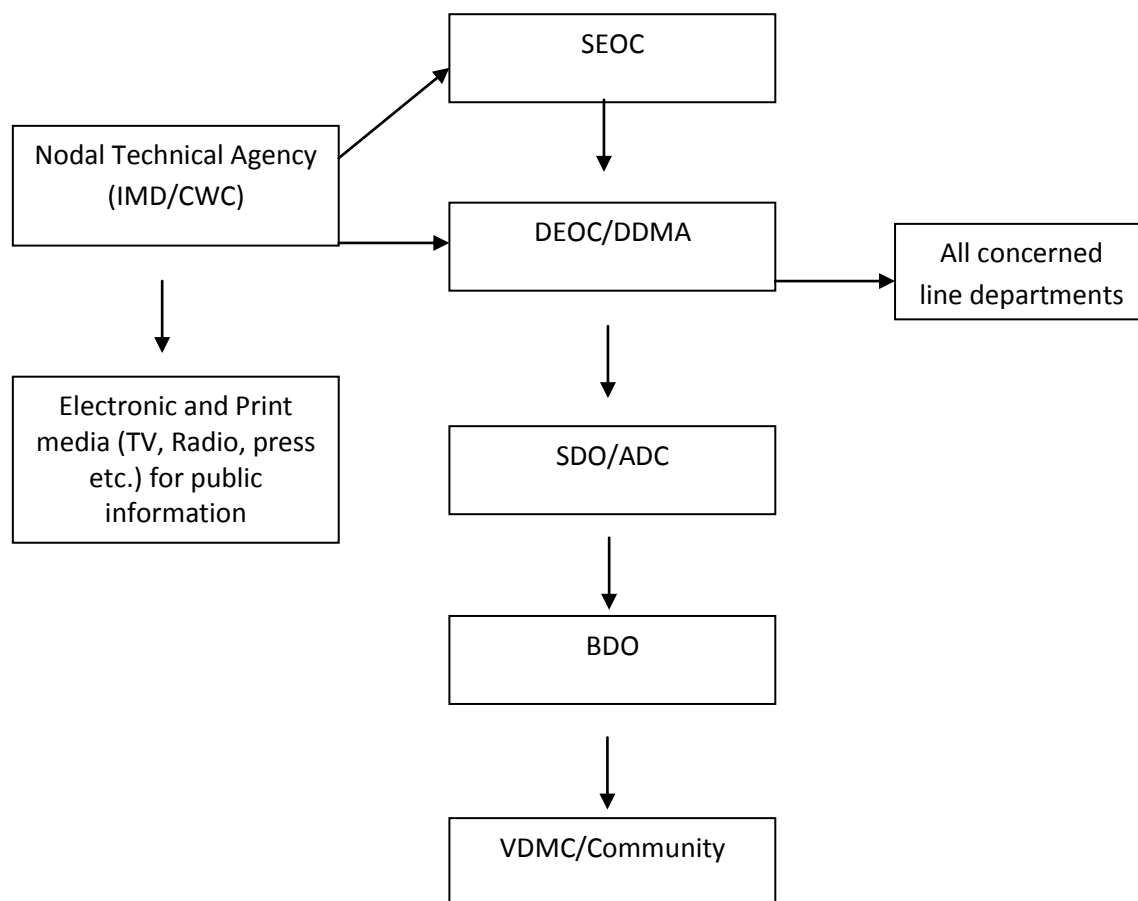 SEOC
Nodal Technical Agency
(IMD/CWC)
DEOC/DDMA
All concerned
line departments
Electronic and Print
media (TV, Radio, press
etc.) for public
information
SDO/ADC
BDO
VDMC/Community